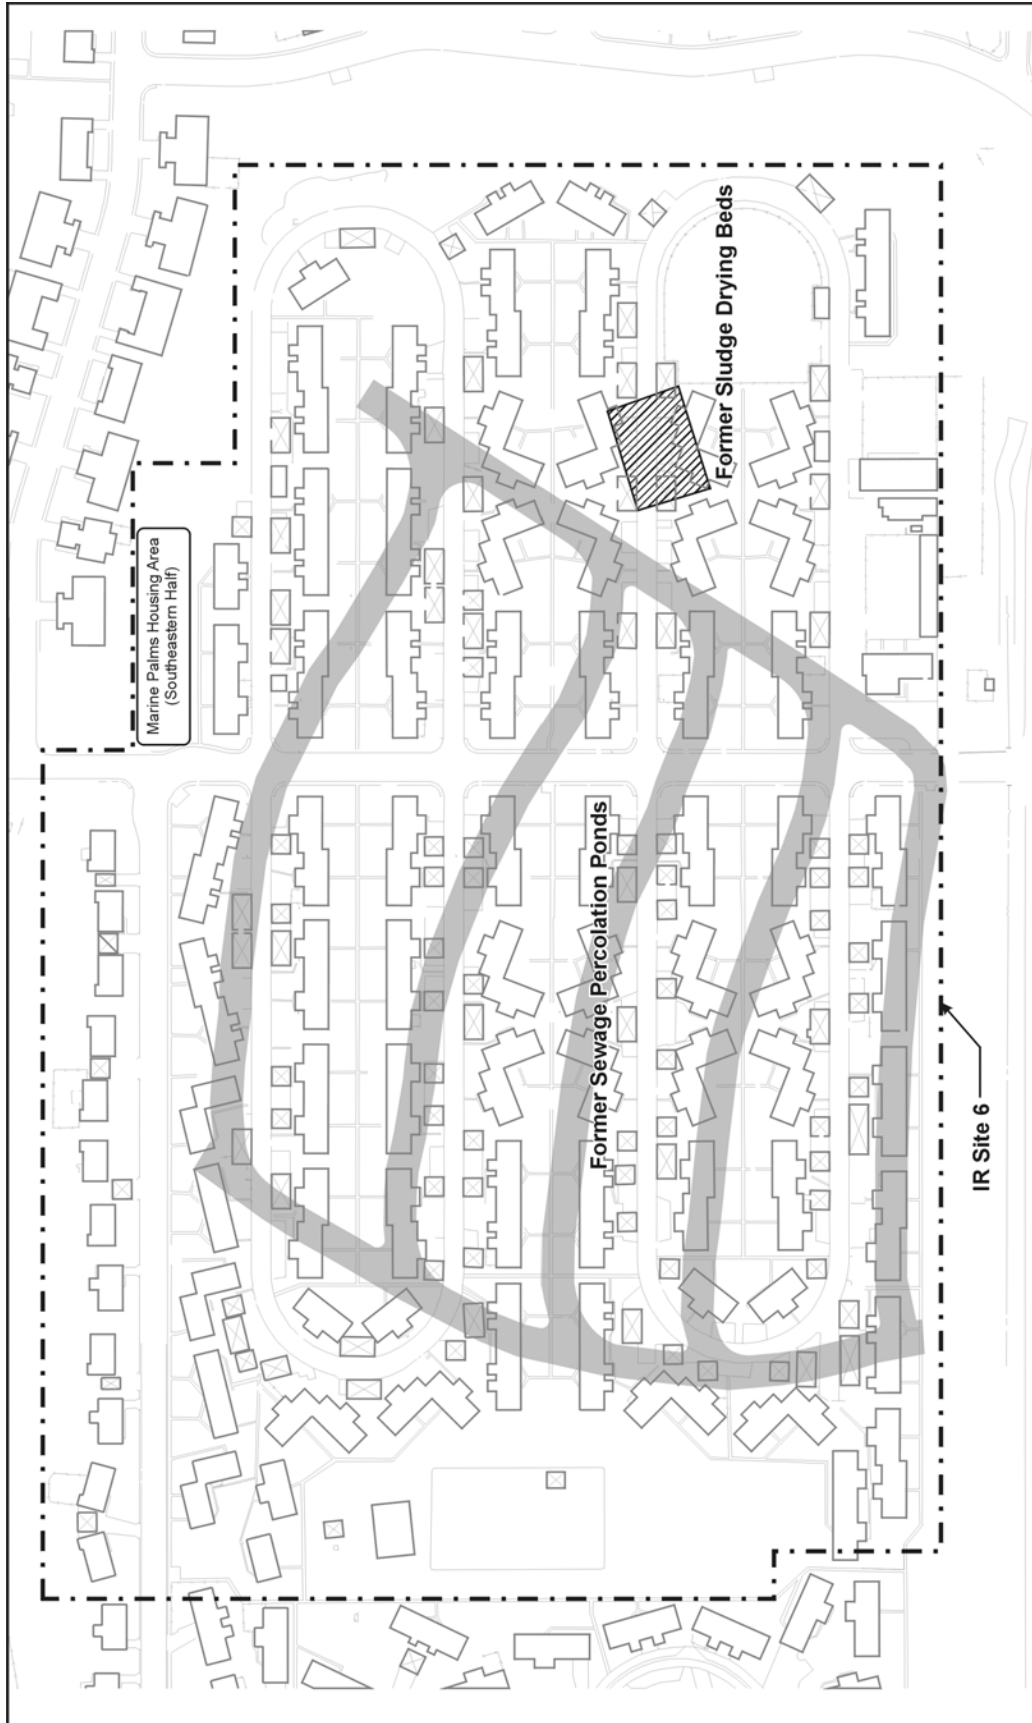 Marine Palms Housing Area
(Southeastern Half)
Former Sludge Drying Beds
Former Sewage Percolation Ponds
IR Site 6